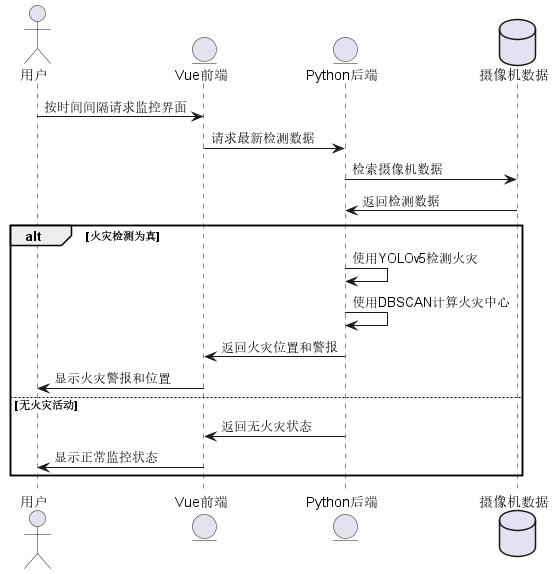 用户
Vue前端
Python后端
摄像机数据
按时间间隔请求监控界面
请求最新检测数据
检索摄像机数据
返回检测数据
alt [火灾检测为真]
使用YOLOv5检测火灾
使用DBSCAN计算火灾中心
返回火灾位置和警报
显示火灾警报和位置
[无火灾活动]
返回无火灾状态
显示正常监控状态
用户
Vue前端
Python后端
摄像机数据